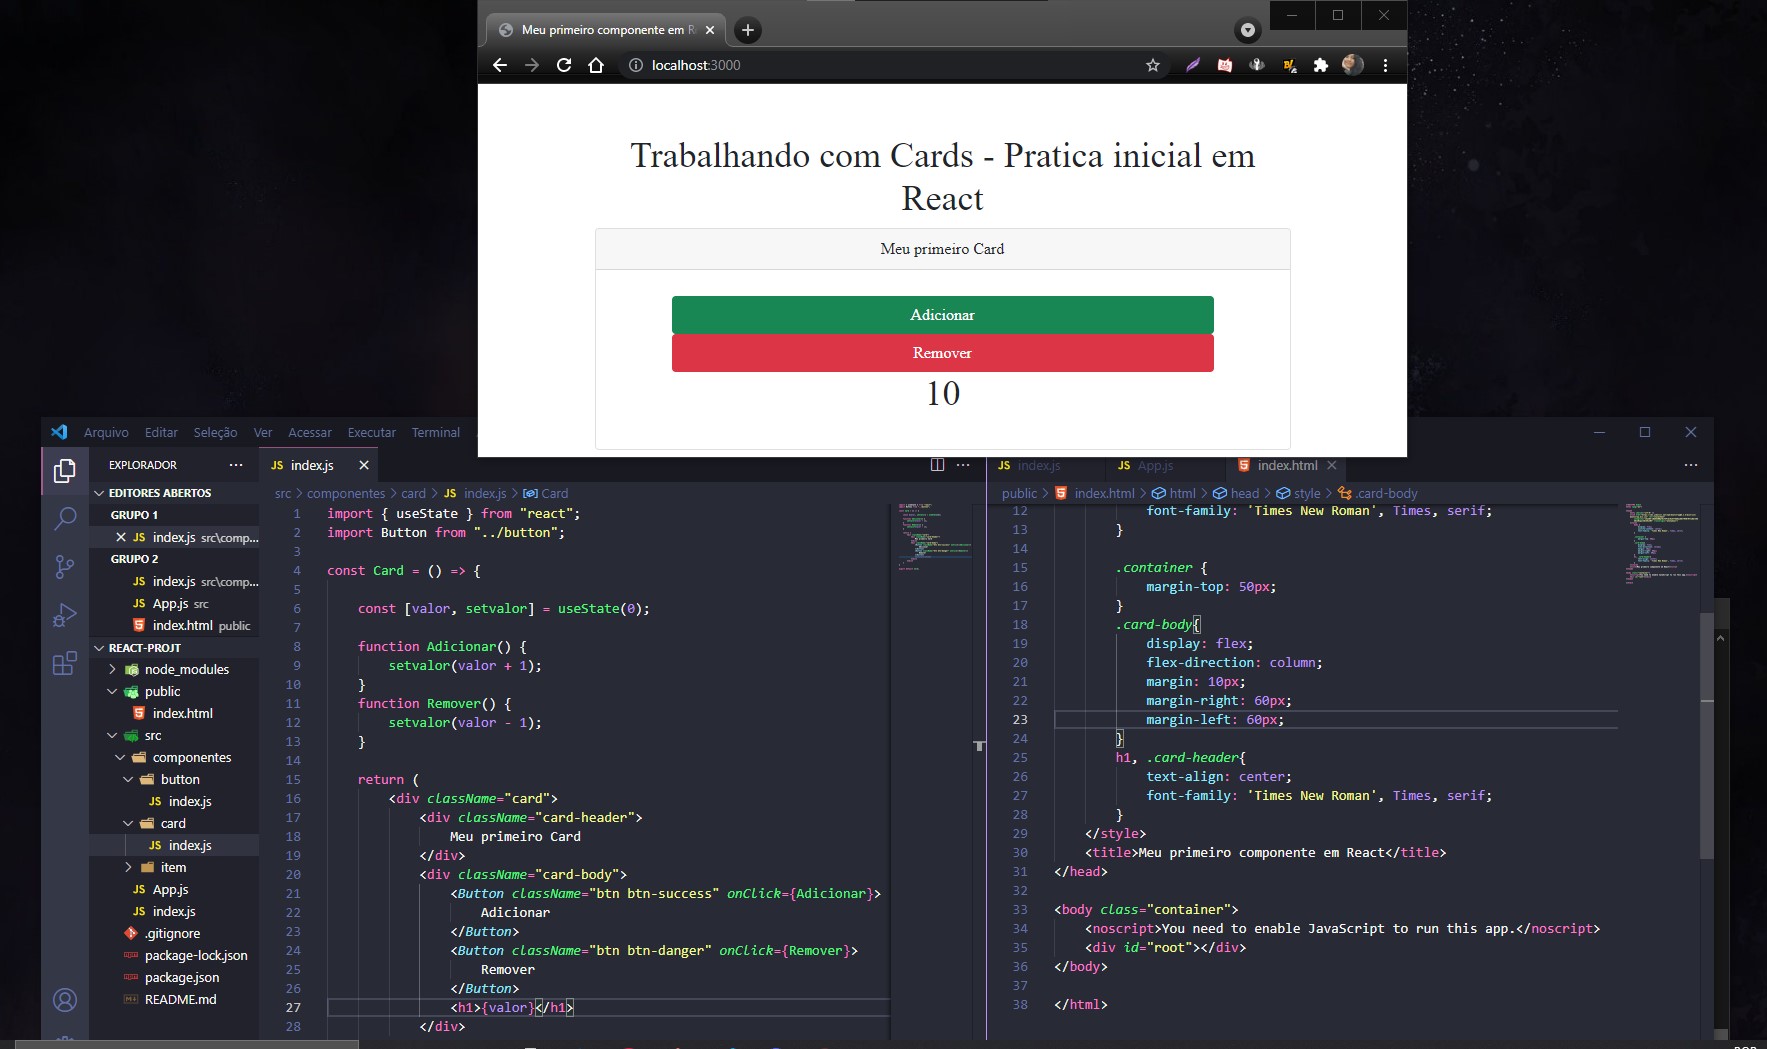 Meu primeiro componente em R
localhost:3000
Trabalhando com Cards - Pratica inicial em
React
Meu primeiro Card
Adicionar
Remover
10
Arquivo Editar Seleção Ver Acessar Executar Terminal
EXPLORADOR
EDITORES ABERTOS
GRUPO 1
JS index.js src\comp...
GRUPO 2
JS index.js src\comp...
JS App.js src
index.html public
REACT-PROJT
node_modules
public
index.html
src
componentes
button
JS index.js
card
JS index.js
item
JS App.js
JS index.js
.gitignore
package-lock.json
package.json
README.md
JS index.js
src > componentes > card > JS index.js > Card
1 import { useState } from "react";
2 import Button from "../button";
3
4 const Card = () => {
5
6 const [valor, setvalor] = useState(0);
7
8 function Adicionar() {
9 setvalor(valor + 1);
10 }
11 function Remover() {
12 setvalor(valor - 1);
13 }
14
15 return (
16 <div className="card">
17 <div className="card-header">
18 Meu primeiro Card
19 </div>
20 <div className="card-body">
21 <Button className="btn btn-success" onClick={Adicionar}>
22 Adicionar
23 </Button>
24 <Button className="btn btn-danger" onClick={Remover}>
25 Remover
26 </Button>
27 <h1>{valor}</h1>
28 </div>
JS index.js JS App.js index.html
public > index.html > html > head > style > .card-body
12 font-family: 'Times New Roman', Times, serif;
13 }
14
15 .container {
16 margin-top: 50px;
17 }
18 .card-body{
19 display: flex;
20 flex-direction: column;
21 margin: 10px;
22 margin-right: 60px;
23 margin-left: 60px;
24 }
25 h1, .card-header{
26 text-align: center;
27 font-family: 'Times New Roman', Times, serif;
28 }
29 </style>
30 <title>Meu primeiro componente em React</title>
31 </head>
32
33 <body class="container">
34 <noscript>You need to enable JavaScript to run this app.</noscript>
35 <div id="root"></div>
36 </body>
37
38 </html>